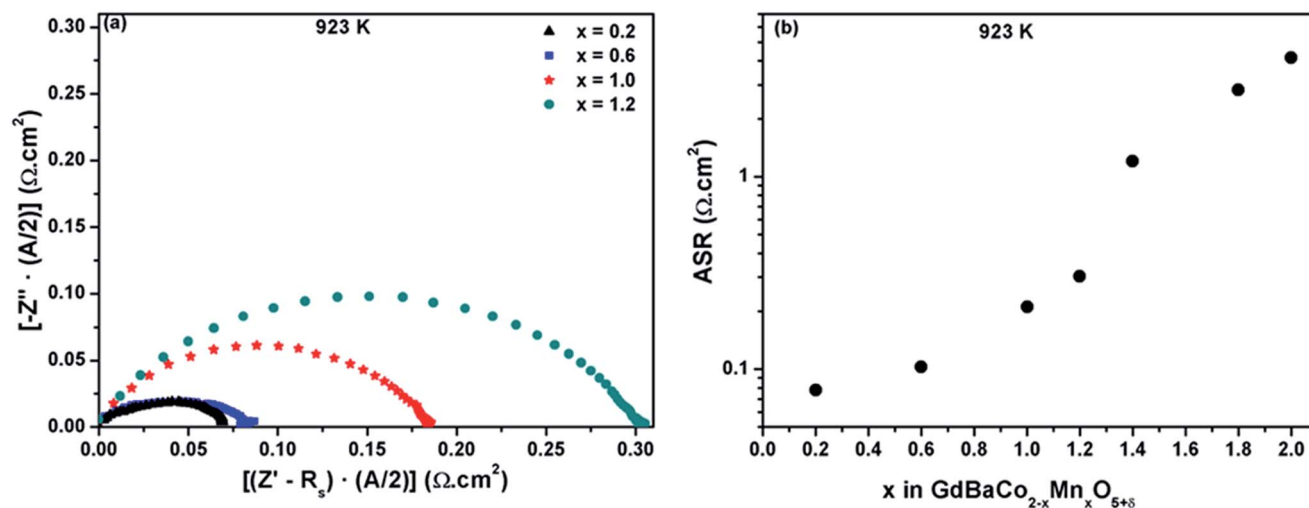 (a)
923 K
x = 0.2
x = 0.6
x = 1.0
x = 1.2
0.30
0.25
0.20
0.15
0.10
0.05
0.00
[-Z'' · (A/2)] (Ω.cm²)
0.00 0.05 0.10 0.15 0.20 0.25 0.30
[(Z' - Rₛ) · (A/2)] (Ω.cm²)
(b)
923 K
1
0.1
ASR (Ω.cm²)
0.0 0.2 0.4 0.6 0.8 1.0 1.2 1.4 1.6 1.8 2.0
x in GdBaCo₂₋ₓMnₓO₅₊δ